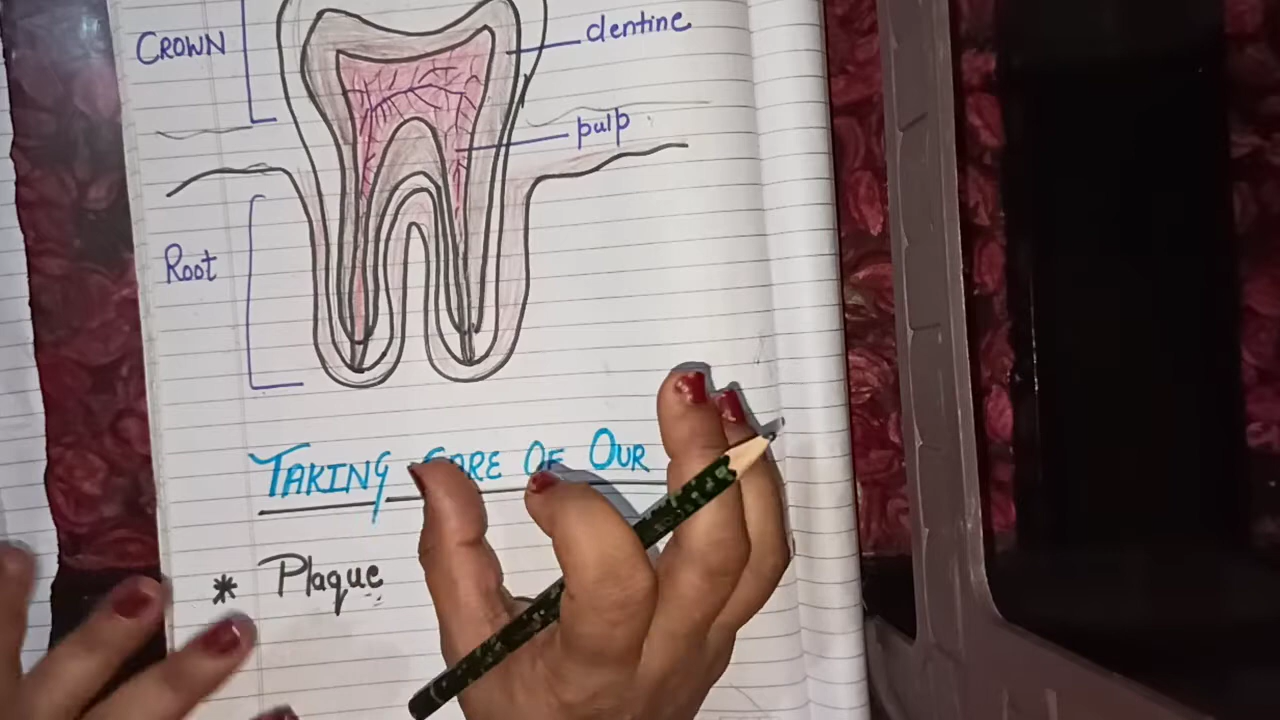 CROWN
dentine
pulp
Root
TAKING CARE OF OUR
* Plaque